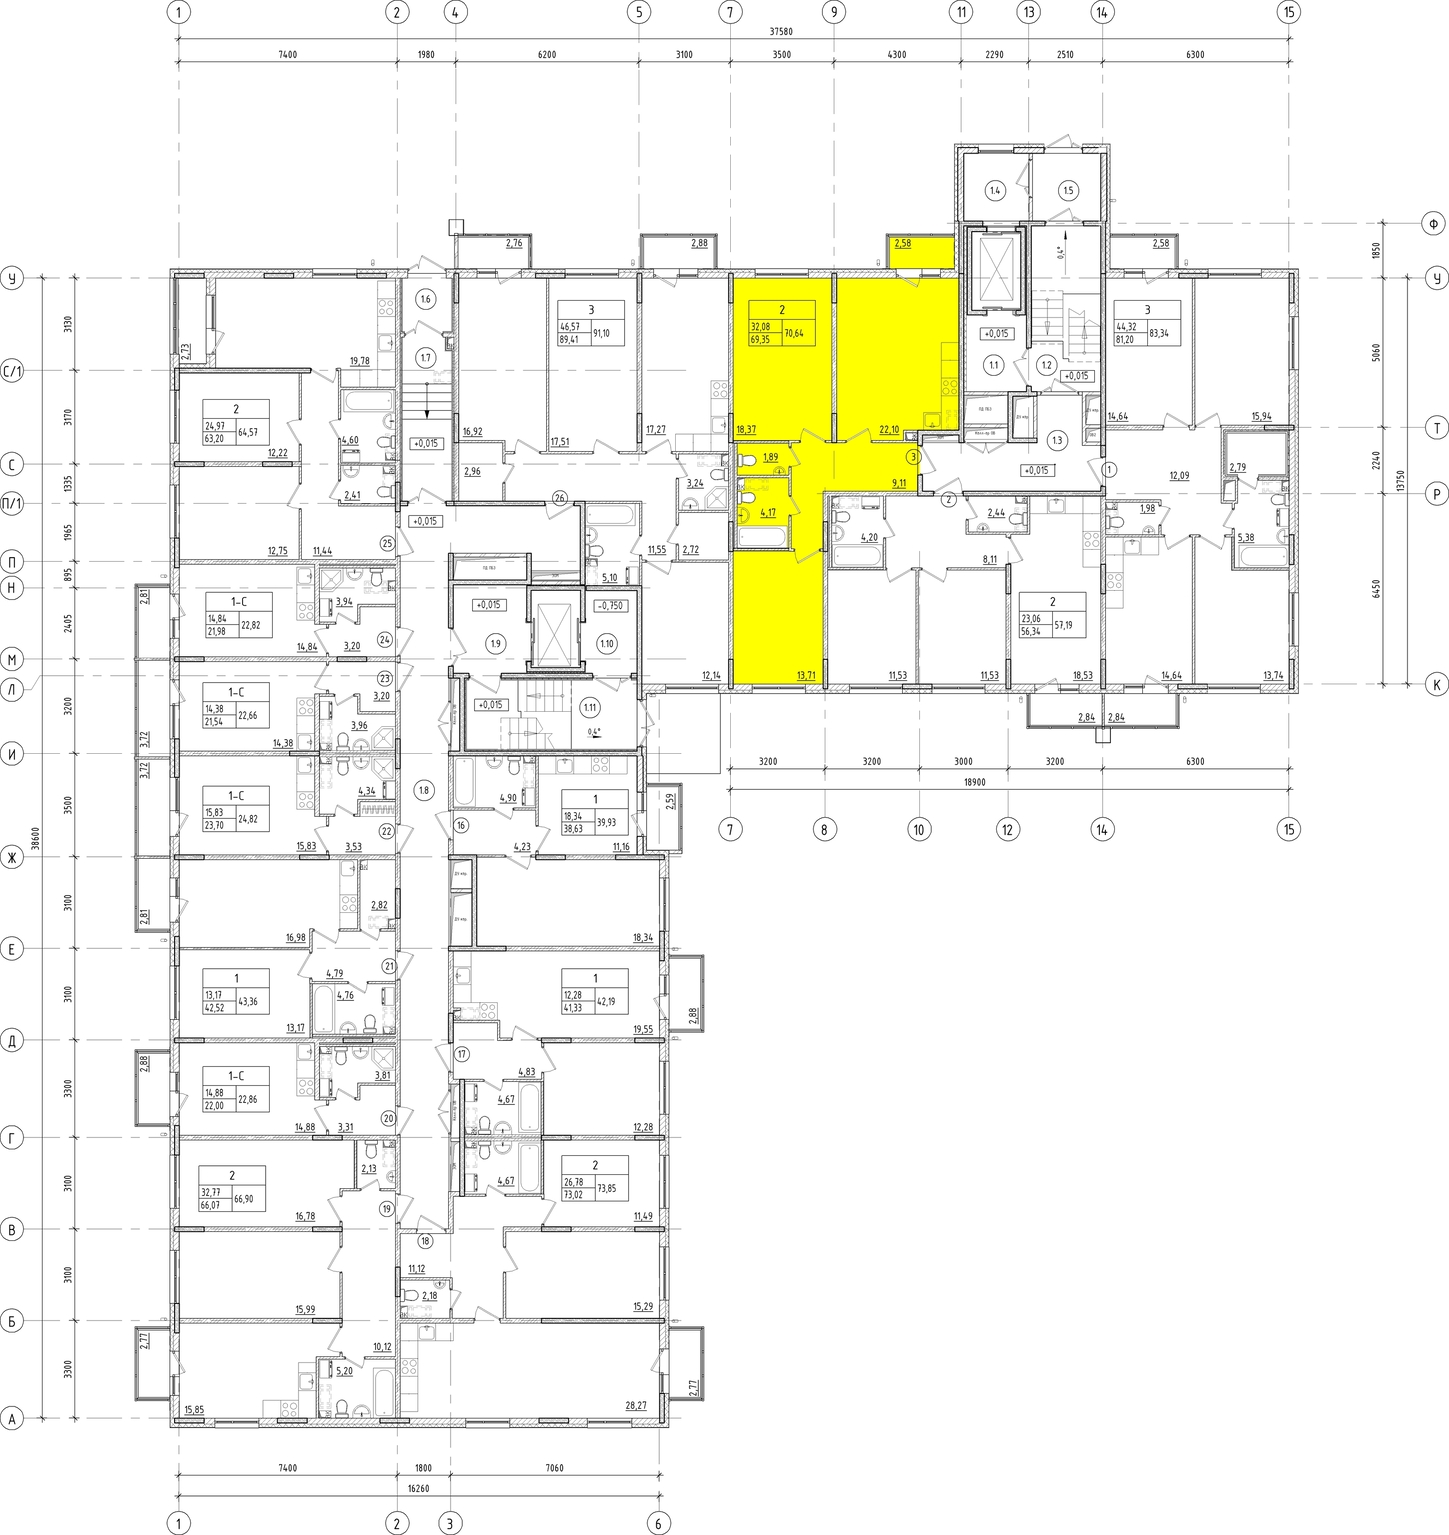 1 2 4 5 7 9 11 13 14 15
37580
7400 1980 6200 3100 3500 4300 2290 2510 6300
1.4 1.5
Ф
2,76 2,88 2,58 0,4° 2,58 1850
У У
1.6
3130
3 2 3
46,57 91,10
89,41
32,08 70,64
69,35
44,32 83,34
81,20
+0,015
1.7
2,73 19,78 1.1 1.2 5060
С/1 +0,015
2
24,97 64,57
63,20
3170
4,60 +0,015
12,22
16,92 17,51 17,27 18,37 22,10 14,64 15,94
1.3
Т
С
2,96 3,24 1,89 3 +0,015 1 12,09 2,79 2240 13750
1335 2,41
П/1 26 9,11 2 Р
+0,015 4,17 2,44 1,98
1965 25 4,20 5,38
12,75 11,44 11,55 2,72 8,11
П
895 5,10
Н
2,81
1-С
14,84 22,82
21,98
3,94
+0,015 -0,750
2
23,06 57,19
56,34
6450
2405 24 1.9 1.10
14,84 3,20
М
Л
23
12,14 13,71 11,53 11,53 18,53 14,64 13,74
К
1-С
14,38 22,66
21,54
3,20
+0,015 1.11
3200 3,96 0,4°
2,84 2,84
3,72 14,38
И
3,72
3200 3200 3000 3200 6300
18900
1.8
1-С
15,83 24,82
23,70
4,34 4,90
1
18,34 39,93
38,63
2,59
3500 22 16
15,83 3,53 4,23 11,16
7 8 10 12 14 15
Ж
38600
3100 2,81 2,82
16,98 18,34
Е
21
1
13,17 43,36
42,52
4,79
4,76
1
12,28 42,19
41,33
3100 2,88
13,17 19,55
Д
2,88 17
1-С
14,88 22,86
22,00
3,81 4,83
4,67
3300 20
14,88 3,31 12,28
Г
2
32,77 66,90
66,07
2,13 4,67
2
26,78 73,85
73,02
3100 19
16,78 11,49
В
18
11,12
3100 2,18
15,99 15,29
Б
2,77 10,12
5,20
3300 2,77
15,85 28,27
А
7400 1800 7060
16260
1 2 3 6